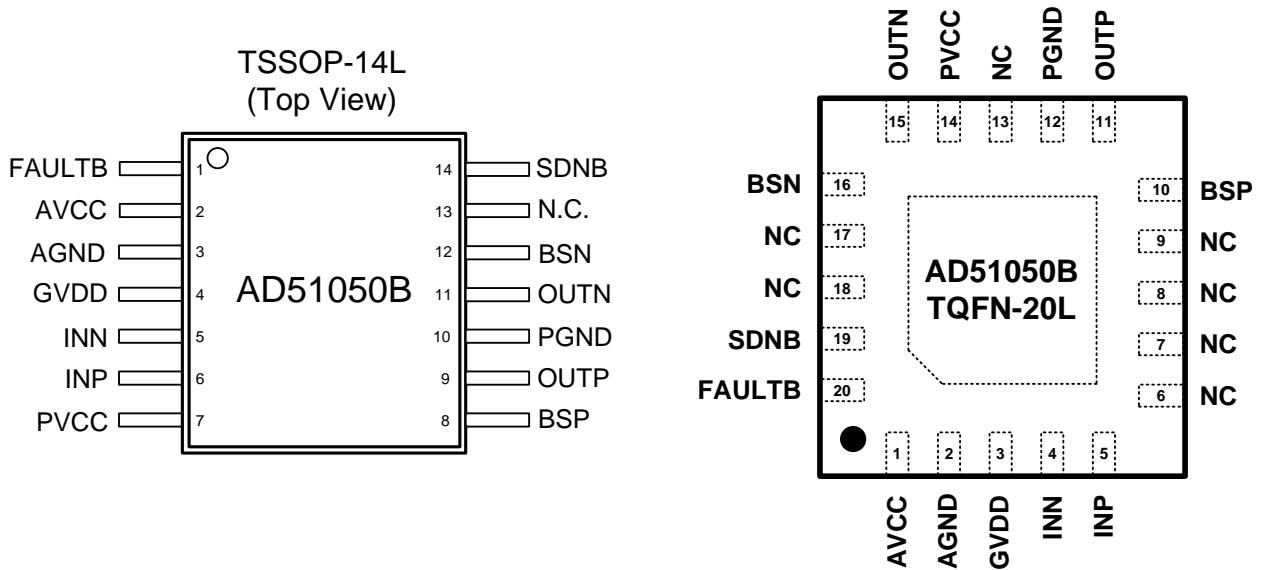 TSSOP-14L
(Top View)
FAULTB 1
AVCC 2
AGND 3
GVDD 4
INN 5
INP 6
PVCC 7
AD51050B
14 SDNB
13 N.C.
12 BSN
11 OUTN
10 PGND
9 OUTP
8 BSP
OUTN PVCC NC PGND OUTP
15 14 13 12 11
BSN 16
NC 17
NC 18
SDNB 19
FAULTB 20
AD51050B
TQFN-20L
10 BSP
9 NC
8 NC
7 NC
6 NC
1 2 3 4 5
AVCC AGND GVDD INN INP